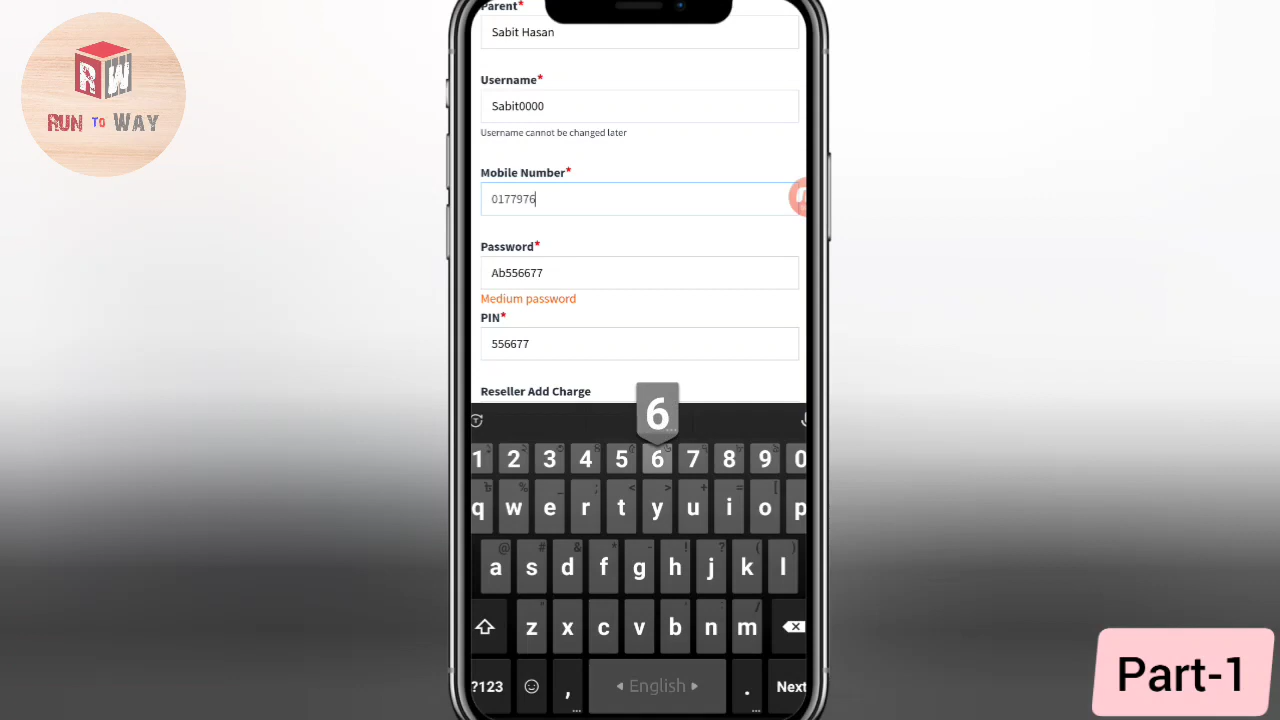 RW
RUN TO WAY
Parent*
Sabit Hasan
Username*
Sabit0000
Username cannot be changed later
Mobile Number*
0177976
Password*
Ab556677
Medium password
PIN*
556677
Reseller Add Charge
6
1 2 3 4 5 6 7 8 9 0
q w e r t y u i o p
a s d f g h j k l
z x c v b n m
?123 , English . Next
Part-1